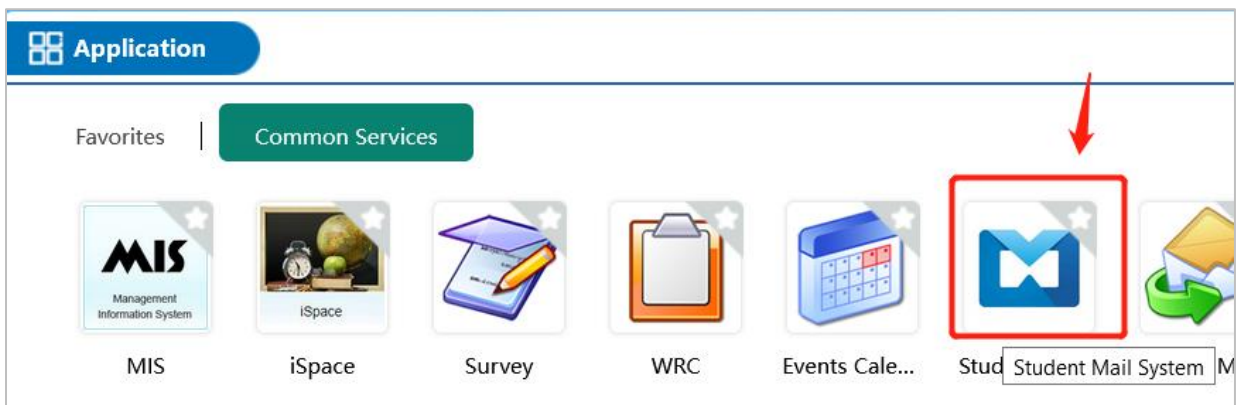 Application
Favorites | Common Services
MIS
Management
Information System
iSpace
MIS
iSpace
Survey
WRC
Events Cale...
Stud
Student Mail System
M